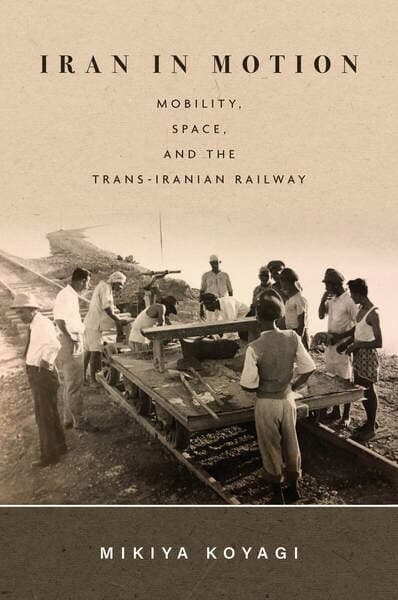 IRAN IN MOTION
MOBILITY,
SPACE,
AND THE
TRANS-IRANIAN RAILWAY
MIKIYA KOYAGI